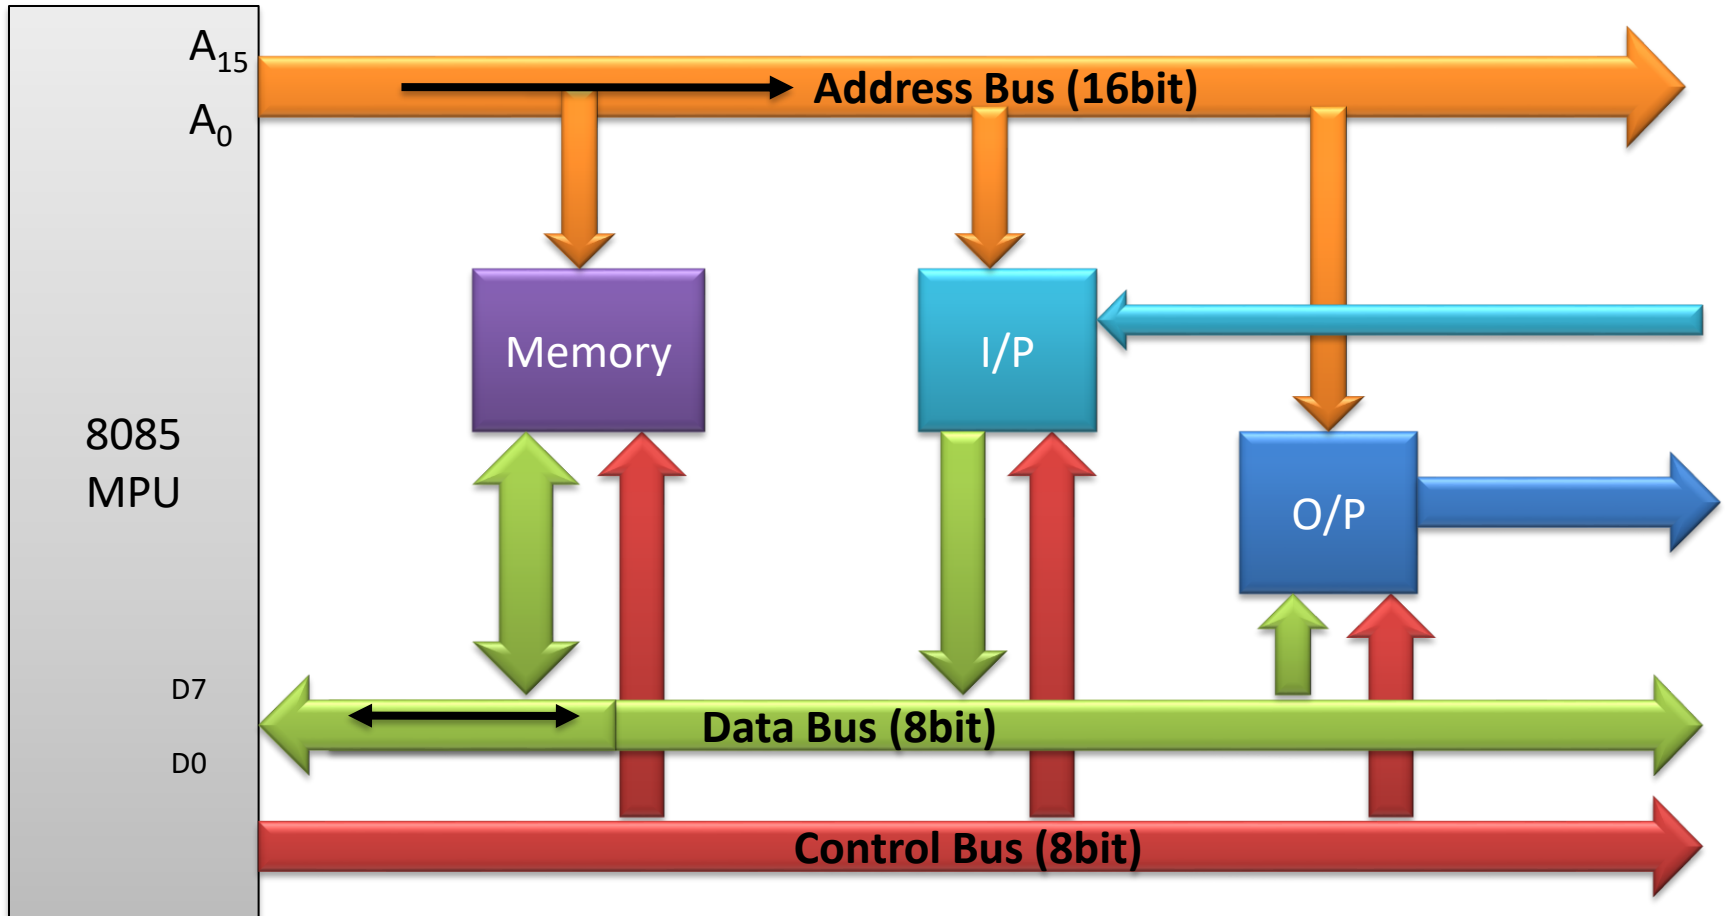 A15
Address Bus (16bit)
A0
Memory
I/P
8085
MPU
O/P
D7
Data Bus (8bit)
D0
Control Bus (8bit)